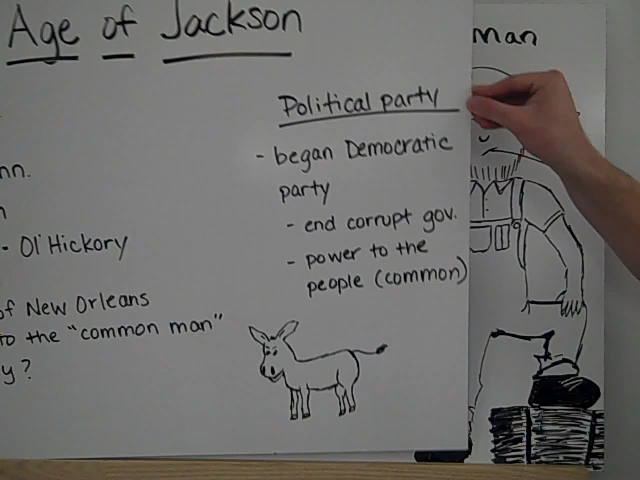 Age of Jackson
man
Political party
- began Democratic
party
- end corrupt gov.
- power to the
people (common)
nn.
- Ol' Hickory
of New Orleans
to the "common man"
y?